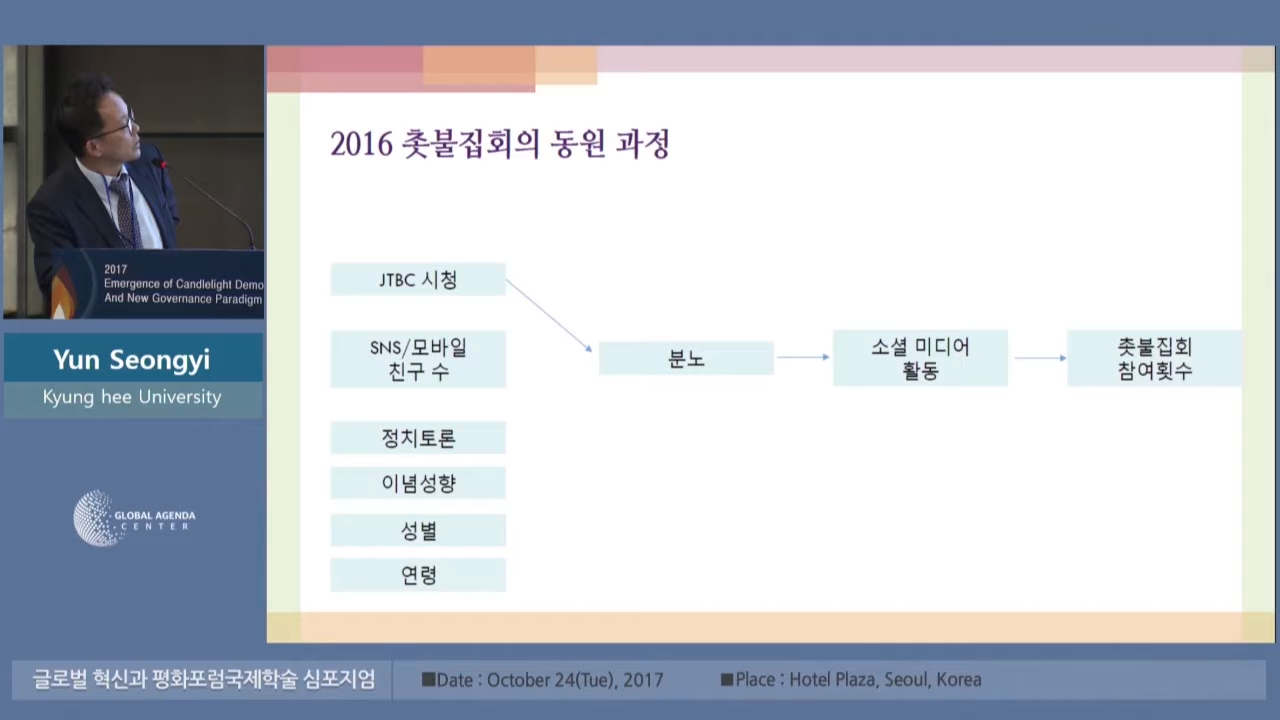 2016 촛불집회의 동원 과정
JTBC 시청
SNS/모바일
친구 수
정치토론
이념성향
성별
연령
분노
소셜 미디어
활동
촛불집회
참여횟수
2017
Emergence of Candlelight Demo
And New Governance Paradigm
Yun Seongyi
Kyung hee University
GLOBAL AGENDA
CENTER
글로벌 혁신과 평화포럼국제학술 심포지엄
■Date : October 24(Tue), 2017
■Place : Hotel Plaza, Seoul, Korea